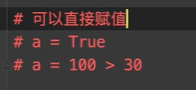 # 可以直接赋值
# a = True
# a = 100 > 30